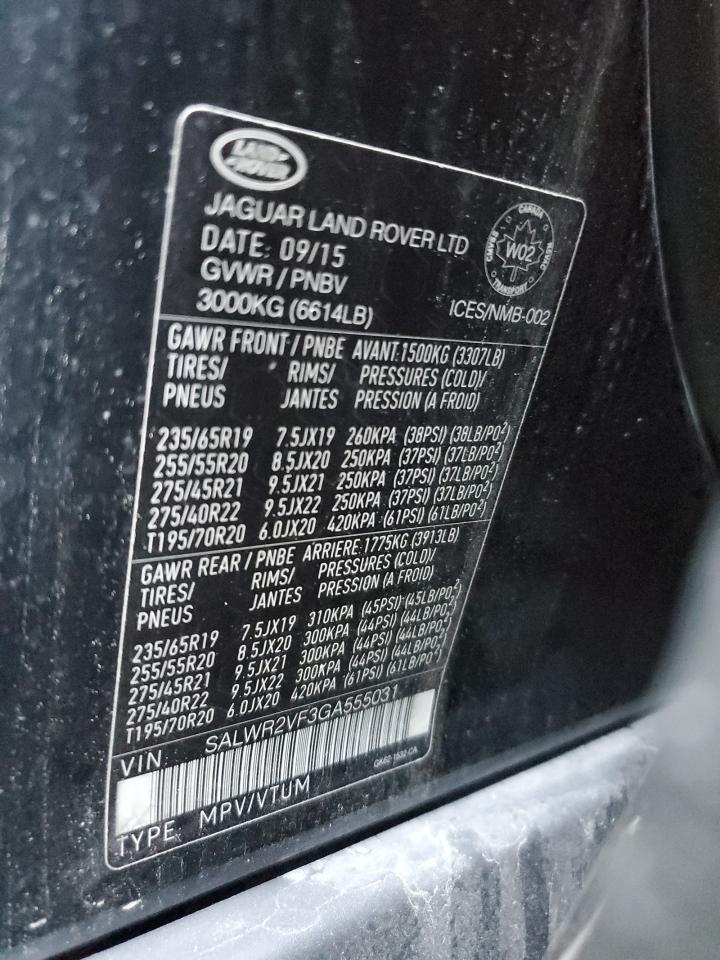 LAND-
ROVER
JAGUAR LAND ROVER LTD
DATE: 09/15
GVWR / PNBV
3000KG (6614LB)
CANADA
W02
TRANSPORT
ICES/NMB-002
GAWR FRONT / PNBE AVANT:1500KG (3307LB)
TIRES/ RIMS/ PRESSURES (COLD)/
PNEUS JANTES PRESSION (A FROID)
235/65R19 7.5JX19 260KPA (38PSI) (38LB/PO²)
255/55R20 8.5JX20 250KPA (37PSI) (37LB/PO²)
275/45R21 9.5JX21 250KPA (37PSI) (37LB/PO²)
275/40R22 9.5JX22 250KPA (37PSI) (37LB/PO²)
T195/70R20 6.0JX20 420KPA (61PSI) (61LB/PO²)
GAWR REAR / PNBE ARRIERE:1775KG (3913LB)
TIRES/ RIMS/ PRESSURES (COLD)/
PNEUS JANTES PRESSION (A FROID)
235/65R19 7.5JX19 310KPA (45PSI) (45LB/PO²)
255/55R20 8.5JX20 300KPA (44PSI) (44LB/PO²)
275/45R21 9.5JX21 300KPA (44PSI) (44LB/PO²)
275/40R22 9.5JX22 300KPA (44PSI) (44LB/PO²)
T195/70R20 6.0JX20 420KPA (61PSI) (61LB/PO²)
VIN SALWR2VF3GA555031
TYPE MPV/VTUM